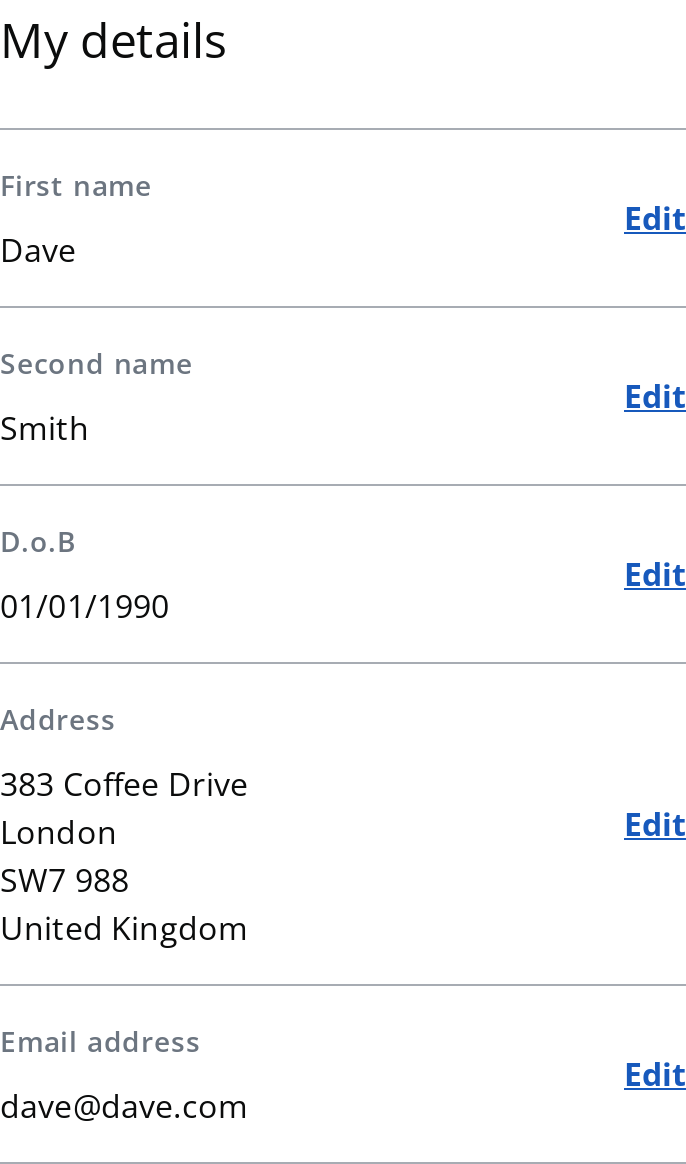 My details
First name
Dave
Edit
Second name
Smith
Edit
D.o.B
01/01/1990
Edit
Address
383 Coffee Drive
London
SW7 988
United Kingdom
Edit
Email address
dave@dave.com
Edit